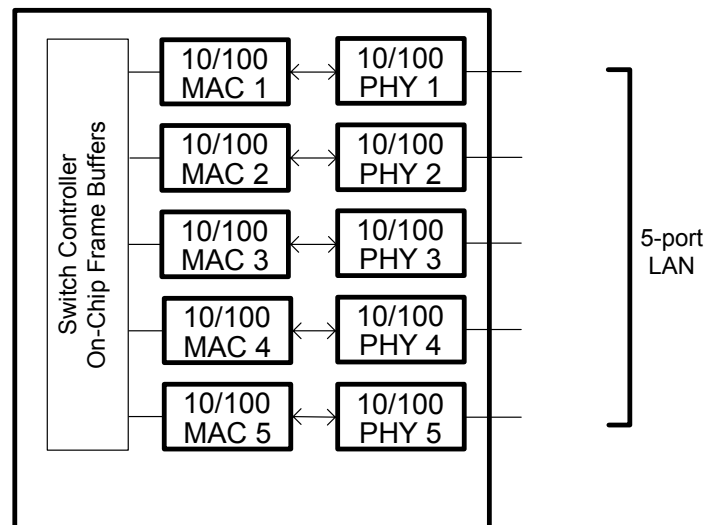 Switch Controller
On-Chip Frame Buffers
10/100
MAC 1
10/100
PHY 1
10/100
MAC 2
10/100
PHY 2
10/100
MAC 3
10/100
PHY 3
10/100
MAC 4
10/100
PHY 4
10/100
MAC 5
10/100
PHY 5
5-port
LAN